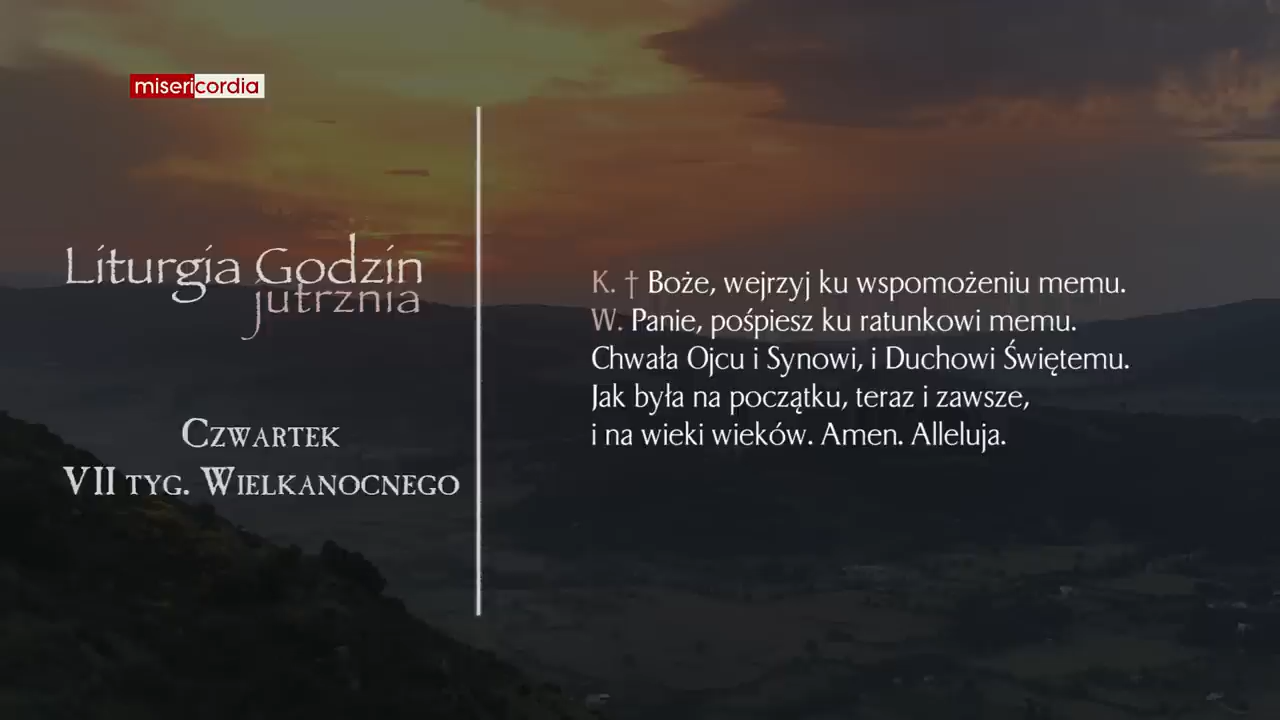 misericordia
Liturgia Godzin
jutrznia
Czwartek
VII tyg. Wielkanocnego
K. † Boże, wejrzyj ku wspomożeniu memu.
W. Panie, pośpiesz ku ratunkowi memu.
Chwała Ojcu i Synowi, i Duchowi Świętemu.
Jak była na początku, teraz i zawsze,
i na wieki wieków. Amen. Alleluja.